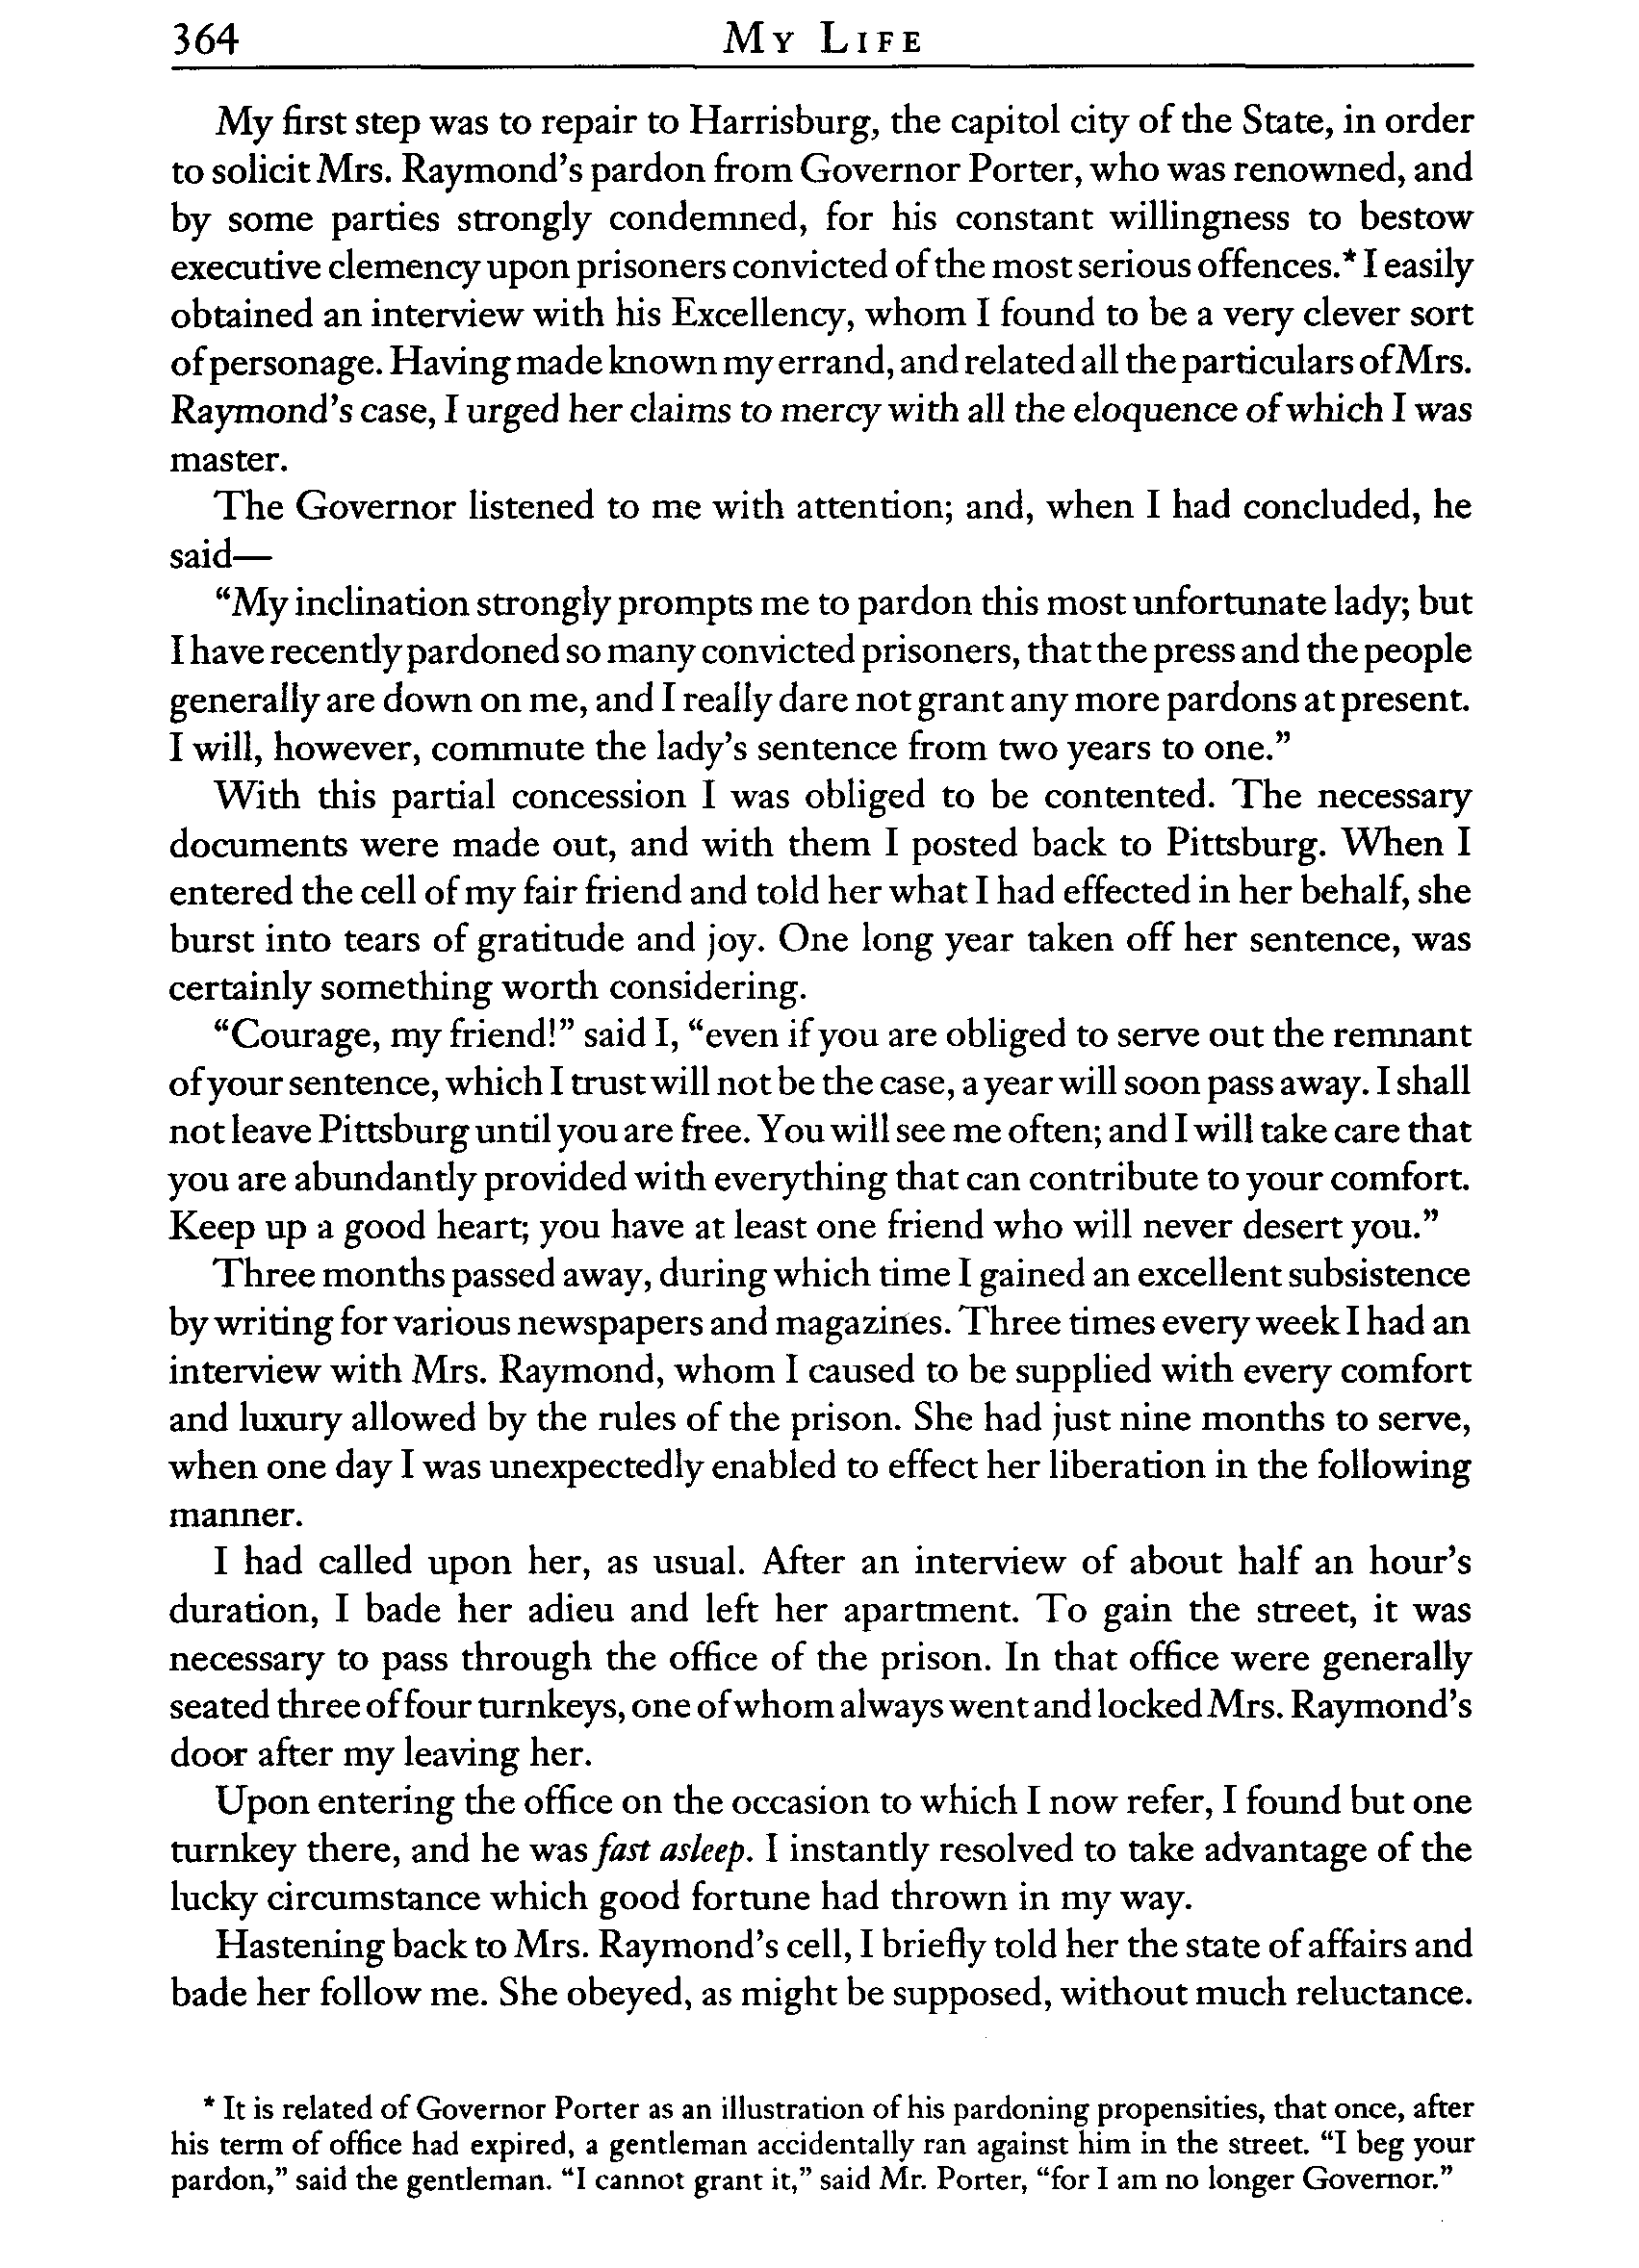 364 MY LIFE
My first step was to repair to Harrisburg, the capitol city of the State, in order
to solicit Mrs. Raymond's pardon from Governor Porter, who was renowned, and
by some parties strongly condemned, for his constant willingness to bestow
executive clemency upon prisoners convicted of the most serious offences.* I easily
obtained an interview with his Excellency, whom I found to be a very clever sort
of personage. Having made known my errand, and related all the particulars of Mrs.
Raymond's case, I urged her claims to mercy with all the eloquence of which I was
master.
The Governor listened to me with attention; and, when I had concluded, he
said—
“My inclination strongly prompts me to pardon this most unfortunate lady; but
I have recently pardoned so many convicted prisoners, that the press and the people
generally are down on me, and I really dare not grant any more pardons at present.
I will, however, commute the lady's sentence from two years to one.”
With this partial concession I was obliged to be contented. The necessary
documents were made out, and with them I posted back to Pittsburg. When I
entered the cell of my fair friend and told her what I had effected in her behalf, she
burst into tears of gratitude and joy. One long year taken off her sentence, was
certainly something worth considering.
“Courage, my friend!” said I, “even if you are obliged to serve out the remnant
of your sentence, which I trust will not be the case, a year will soon pass away. I shall
not leave Pittsburg until you are free. You will see me often; and I will take care that
you are abundantly provided with everything that can contribute to your comfort.
Keep up a good heart; you have at least one friend who will never desert you.”
Three months passed away, during which time I gained an excellent subsistence
by writing for various newspapers and magazines. Three times every week I had an
interview with Mrs. Raymond, whom I caused to be supplied with every comfort
and luxury allowed by the rules of the prison. She had just nine months to serve,
when one day I was unexpectedly enabled to effect her liberation in the following
manner.
I had called upon her, as usual. After an interview of about half an hour's
duration, I bade her adieu and left her apartment. To gain the street, it was
necessary to pass through the office of the prison. In that office were generally
seated three of four turnkeys, one of whom always went and locked Mrs. Raymond's
door after my leaving her.
Upon entering the office on the occasion to which I now refer, I found but one
turnkey there, and he was fast asleep. I instantly resolved to take advantage of the
lucky circumstance which good fortune had thrown in my way.
Hastening back to Mrs. Raymond's cell, I briefly told her the state of affairs and
bade her follow me. She obeyed, as might be supposed, without much reluctance.
* It is related of Governor Porter as an illustration of his pardoning propensities, that once, after
his term of office had expired, a gentleman accidentally ran against him in the street. “I beg your
pardon,” said the gentleman. “I cannot grant it,” said Mr. Porter, “for I am no longer Governor.”